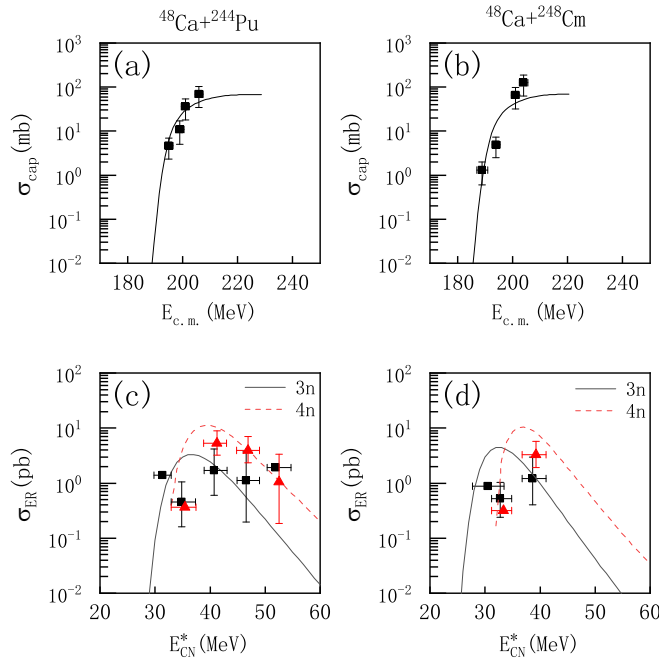 ⁴⁸Ca+²⁴⁴Pu
⁴⁸Ca+²⁴⁸Cm
(a)
(b)
10³
10²
10¹
10⁰
10⁻¹
10⁻²
σcap(mb)
180 200 220 240
E_c.m.(MeV)
10³
10²
10¹
10⁰
10⁻¹
10⁻²
σcap(mb)
180 200 220 240
E_c.m.(MeV)
(c)
3n
4n
10²
10¹
10⁰
10⁻¹
10⁻²
σER(pb)
20 30 40 50 60
E*CN(MeV)
(d)
3n
4n
10²
10¹
10⁰
10⁻¹
10⁻²
σER(pb)
20 30 40 50 60
E*CN(MeV)